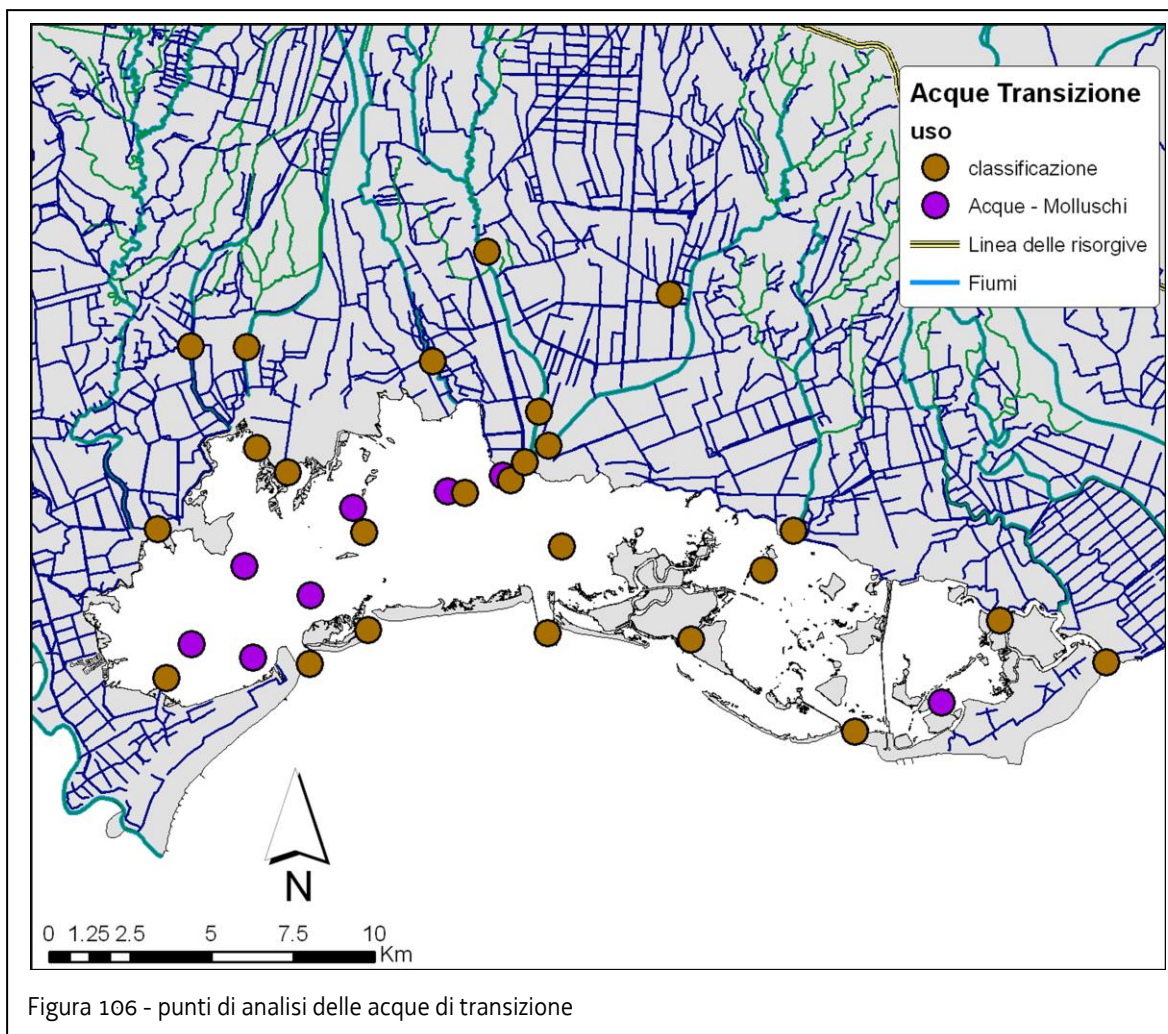 Acque Transizione
uso
classificazione
Acque - Molluschi
Linea delle risorgive
Fiumi
N
0 1.25 2.5 5 7.5 10
Km
Figura 106 - punti di analisi delle acque di transizione